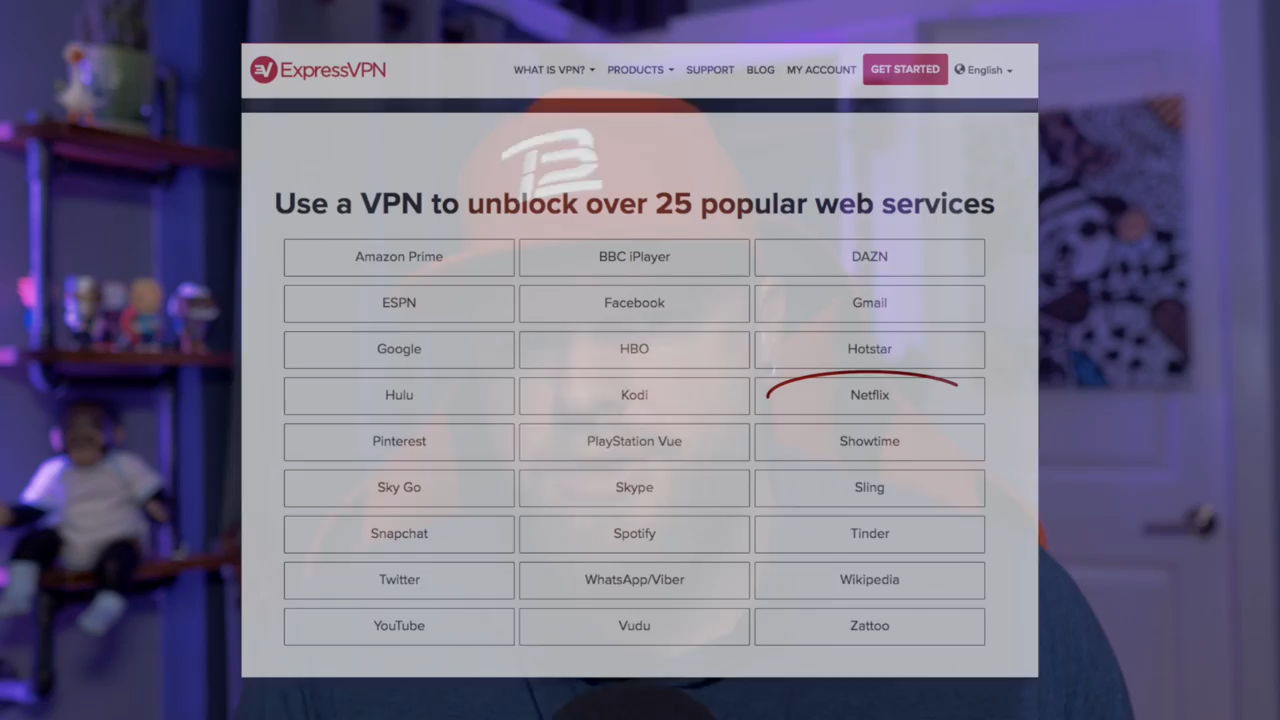 ExpressVPN
WHAT IS VPN? PRODUCTS SUPPORT BLOG MY ACCOUNT GET STARTED English
Use a VPN to unblock over 25 popular web services
Amazon Prime BBC iPlayer DAZN
ESPN Facebook Gmail
Google HBO Hotstar
Hulu Kodi Netflix
Pinterest PlayStation Vue Showtime
Sky Go Skype Sling
Snapchat Spotify Tinder
Twitter WhatsApp/Viber Wikipedia
YouTube Vudu Zattoo